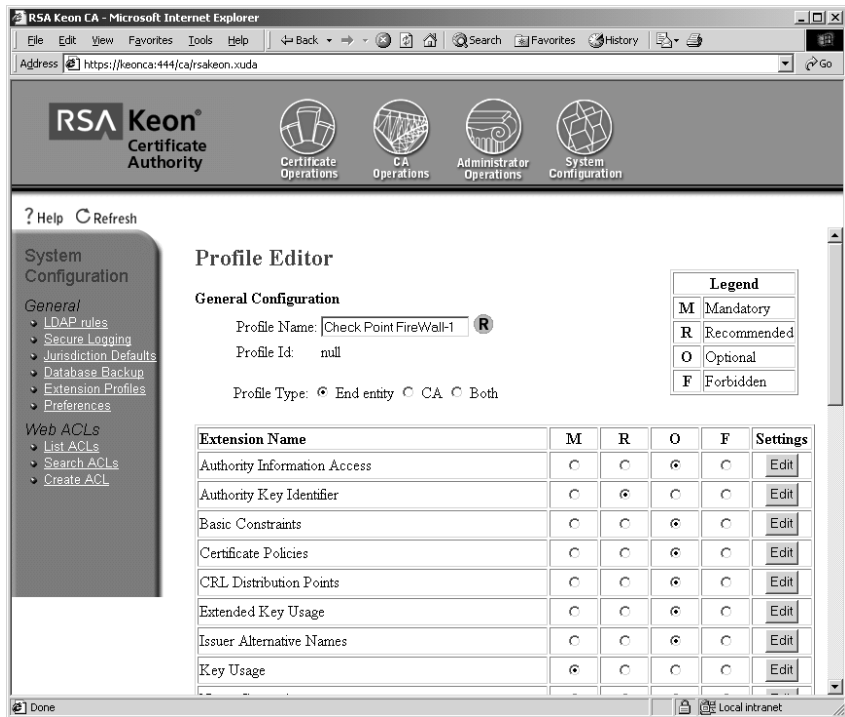 RSA Keon CA - Microsoft Internet Explorer
File Edit View Favorites Tools Help Back Search Favorites History
Address https://keonca:444/ca/rsakeon.xuda Go
RSA Keon®
Certificate
Authority
Certificate
Operations
CA
Operations
Administrator
Operations
System
Configuration
? Help Refresh
System
Configuration
General
LDAP rules
Secure Logging
Jurisdiction Defaults
Database Backup
Extension Profiles
Preferences
Web ACLs
List ACLs
Search ACLs
Create ACL
Profile Editor
General Configuration
Profile Name: Check Point FireWall-1 R
Profile Id: null
Profile Type: End entity CA Both
Legend
M Mandatory
R Recommended
O Optional
F Forbidden
Extension Name M R O F Settings
Authority Information Access Edit
Authority Key Identifier Edit
Basic Constraints Edit
Certificate Policies Edit
CRL Distribution Points Edit
Extended Key Usage Edit
Issuer Alternative Names Edit
Key Usage Edit
Done Local intranet